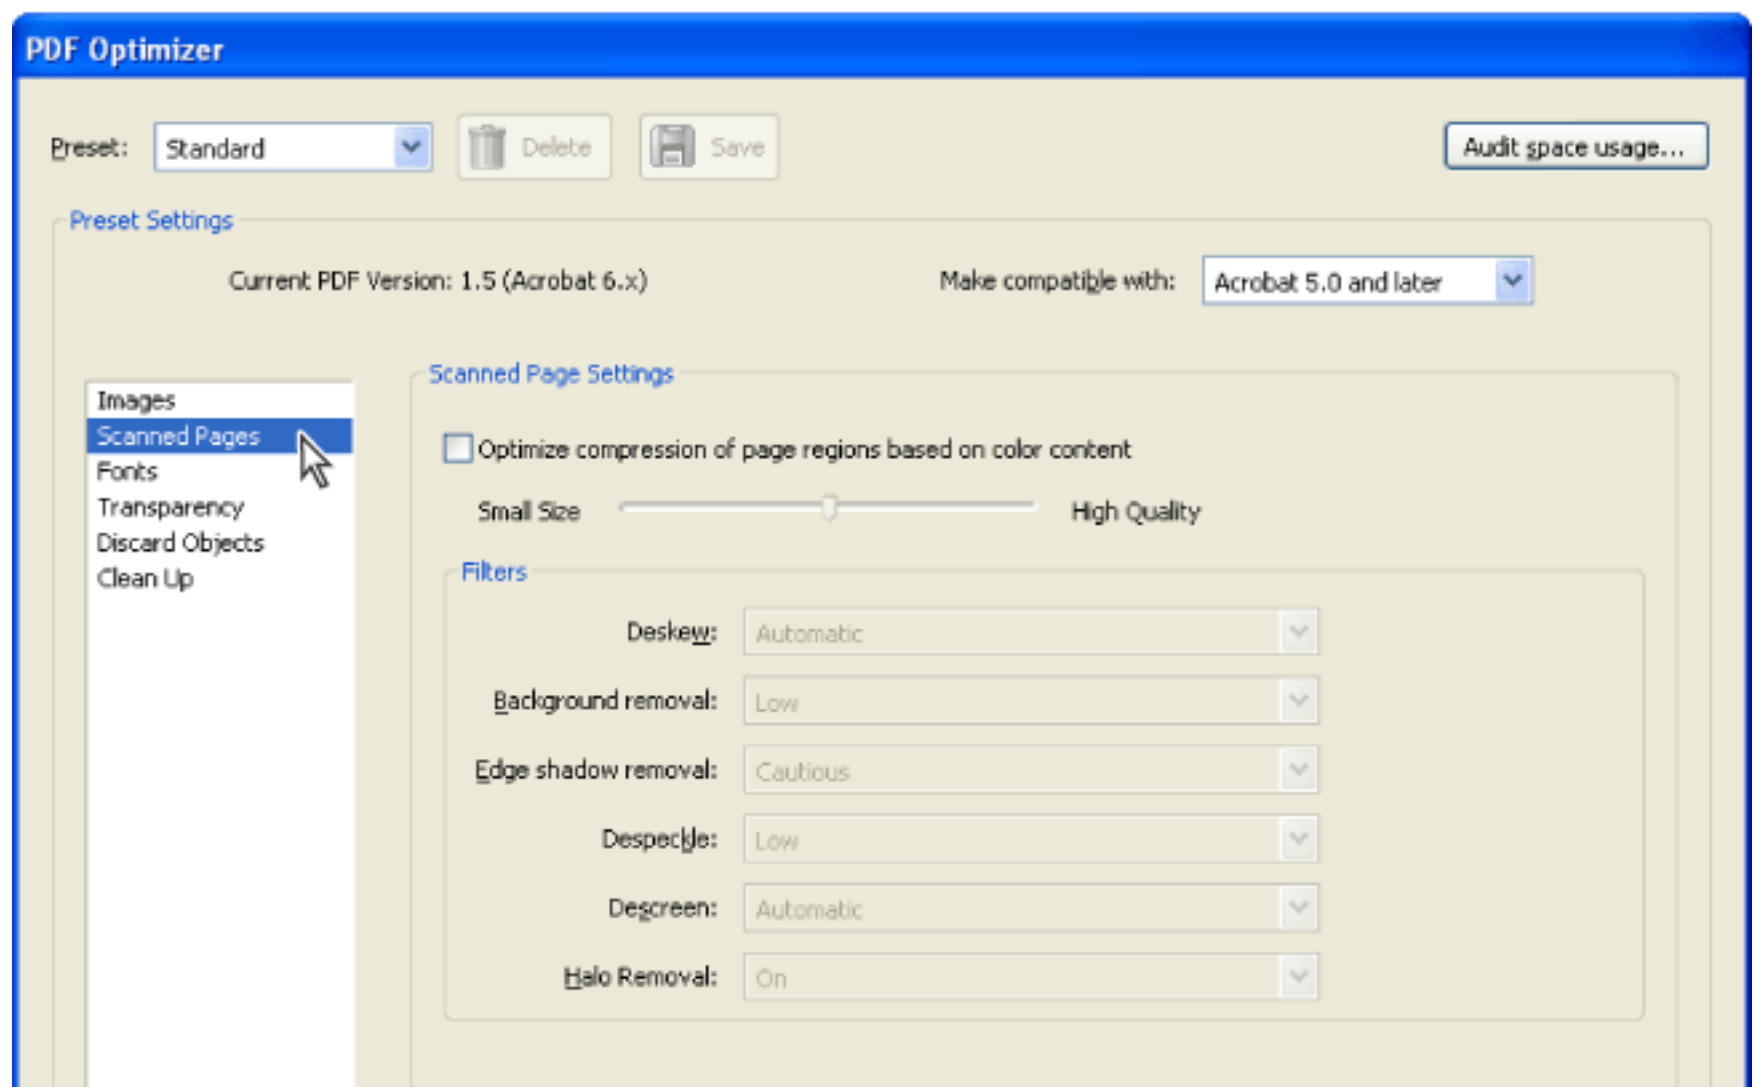 PDF Optimizer
Preset: Standard Delete Save Audit space usage...
Preset Settings
Current PDF Version: 1.5 (Acrobat 6.x) Make compatible with: Acrobat 5.0 and later
Scanned Page Settings
Images
Scanned Pages
Fonts
Transparency
Discard Objects
Clean Up
Optimize compression of page regions based on color content
Small Size High Quality
Filters
Deskew: Automatic
Background removal: Low
Edge shadow removal: Cautious
Despeckle: Low
Descreen: Automatic
Halo Removal: On